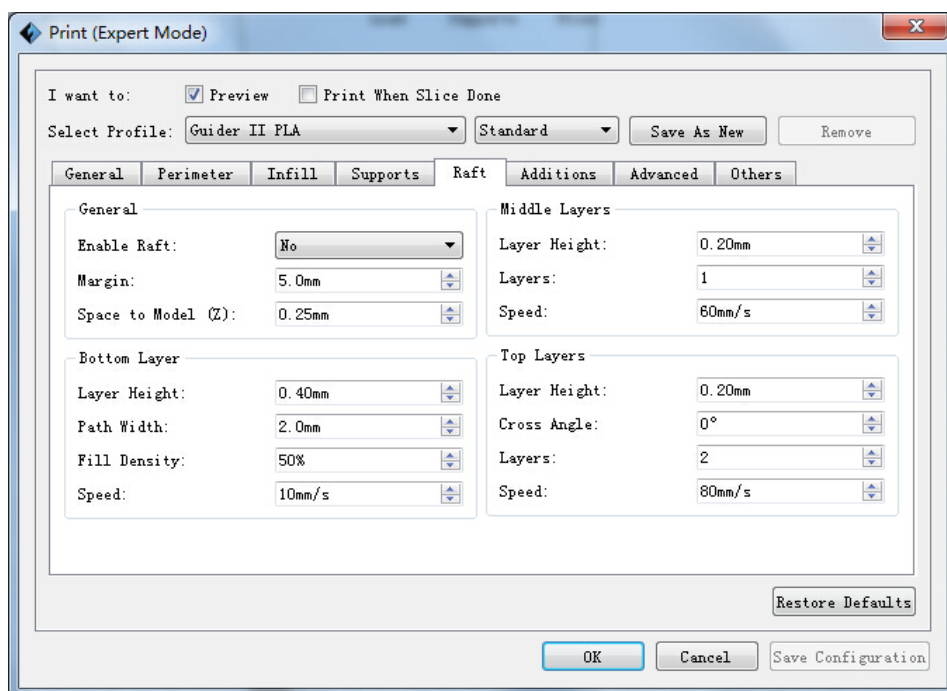 Print (Expert Mode)
I want to: Preview Print When Slice Done
Select Profile: Guider II PLA Standard Save As New Remove
General Perimeter Infill Supports Raft Additions Advanced Others
General
Enable Raft: No
Margin: 5.0mm
Space to Model (Z): 0.25mm
Middle Layers
Layer Height: 0.20mm
Layers: 1
Speed: 60mm/s
Bottom Layer
Layer Height: 0.40mm
Path Width: 2.0mm
Fill Density: 50%
Speed: 10mm/s
Top Layers
Layer Height: 0.20mm
Cross Angle: 0°
Layers: 2
Speed: 80mm/s
Restore Defaults
OK Cancel Save Configuration